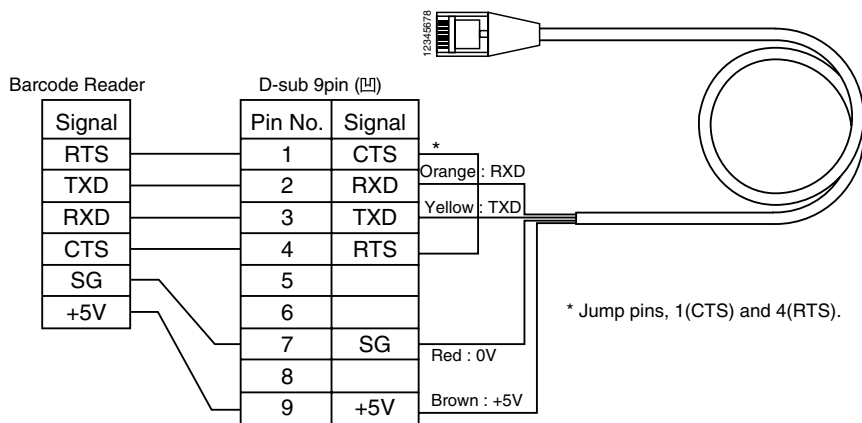 12345678
Barcode Reader
D-sub 9pin (凹)
Signal
RTS
TXD
RXD
CTS
SG
+5V
Pin No. Signal
1 CTS
2 RXD
3 TXD
4 RTS
5
6
7 SG
8
9 +5V
*
Orange : RXD
Yellow : TXD
Red : 0V
Brown : +5V
* Jump pins, 1(CTS) and 4(RTS).